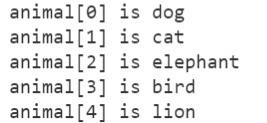 animal[0] is dog
animal[1] is cat
animal[2] is elephant
animal[3] is bird
animal[4] is lion